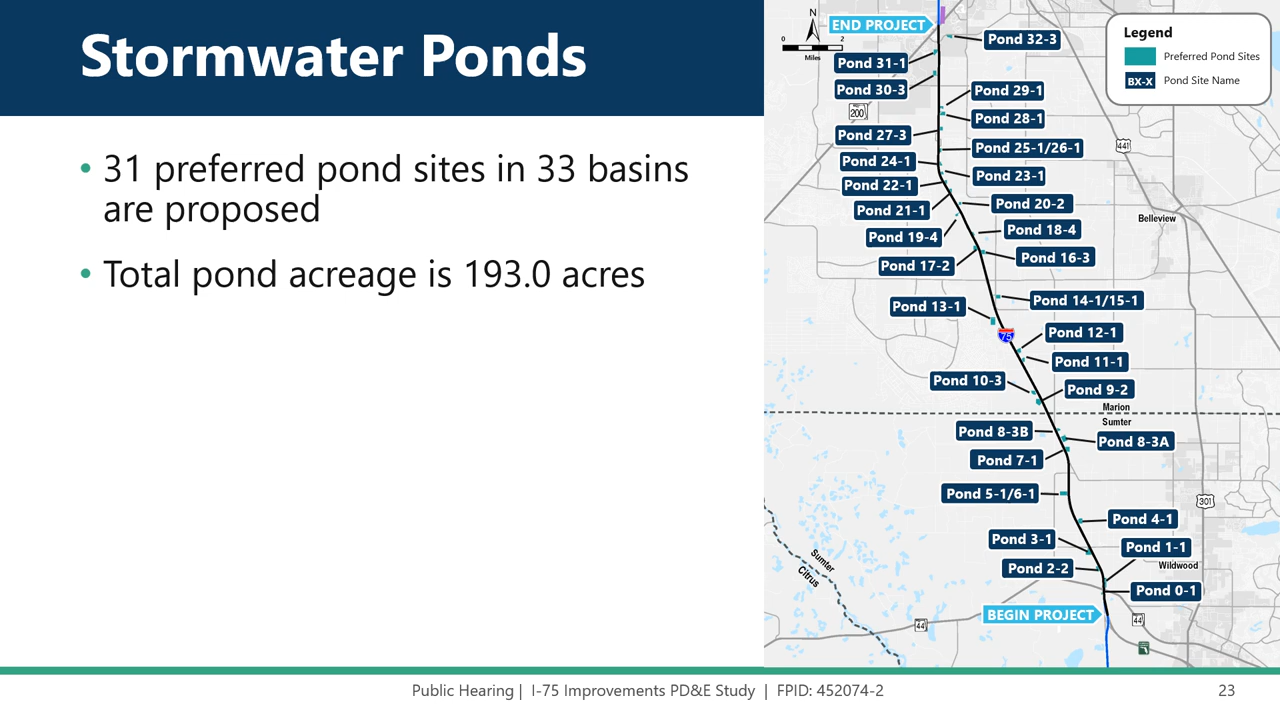 Stormwater Ponds
• 31 preferred pond sites in 33 basins
are proposed
• Total pond acreage is 193.0 acres
N
0 2
Miles
END PROJECT
Legend
Preferred Pond Sites
BX-X Pond Site Name
Pond 32-3
Pond 31-1
Pond 30-3
Pond 29-1
200
Pond 28-1
Pond 27-3
441
Pond 25-1/26-1
Pond 24-1
Pond 23-1
Pond 22-1
Pond 20-2
Pond 21-1
Belleview
Pond 18-4
Pond 19-4
Pond 16-3
Pond 17-2
Pond 14-1/15-1
Pond 13-1
75
Pond 12-1
Pond 11-1
Pond 10-3
Pond 9-2
Marion
Sumter
Pond 8-3B
Pond 8-3A
Pond 7-1
Pond 5-1/6-1
301
Pond 4-1
Pond 3-1
Pond 1-1
Sumter
Citrus
Wildwood
Pond 2-2
Pond 0-1
BEGIN PROJECT
44
44
Public Hearing | I-75 Improvements PD&E Study | FPID: 452074-2
23